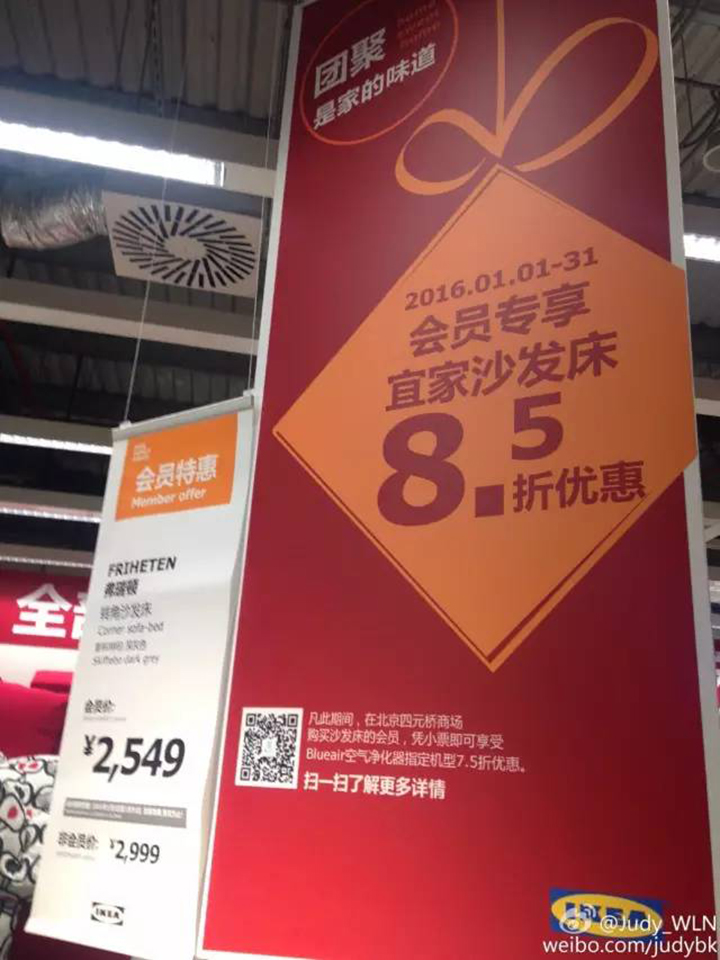 home
sweet
home
团聚
是家的味道
2016.01.01-31
会员专享
宜家沙发床
8.5
折优惠
凡此期间，在北京四元桥商场
购买沙发床的会员，凭小票即可享受
Blueair空气净化器指定机型7.5折优惠。
扫一扫了解更多详情
会员特惠
Member offer
FRIHETEN
弗瑞顿
转角沙发床
Corner sofa-bed
Skiftebo dark grey
会员价:
¥2,549
非会员价:
¥2,999
IKEA
全
IKEA
@Judy_WLN
weibo.com/judybk